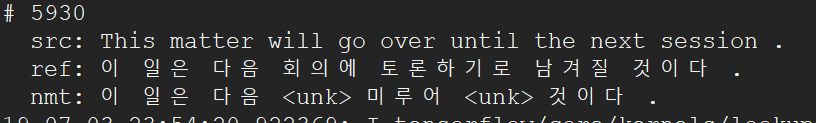 # 5930
src: This matter will go over until the next session .
ref: 이 일은 다음 회의에 토론하기로 남겨질 것이다 .
nmt: 이 일은 다음 <unk> 미루어 <unk> 것이다 .